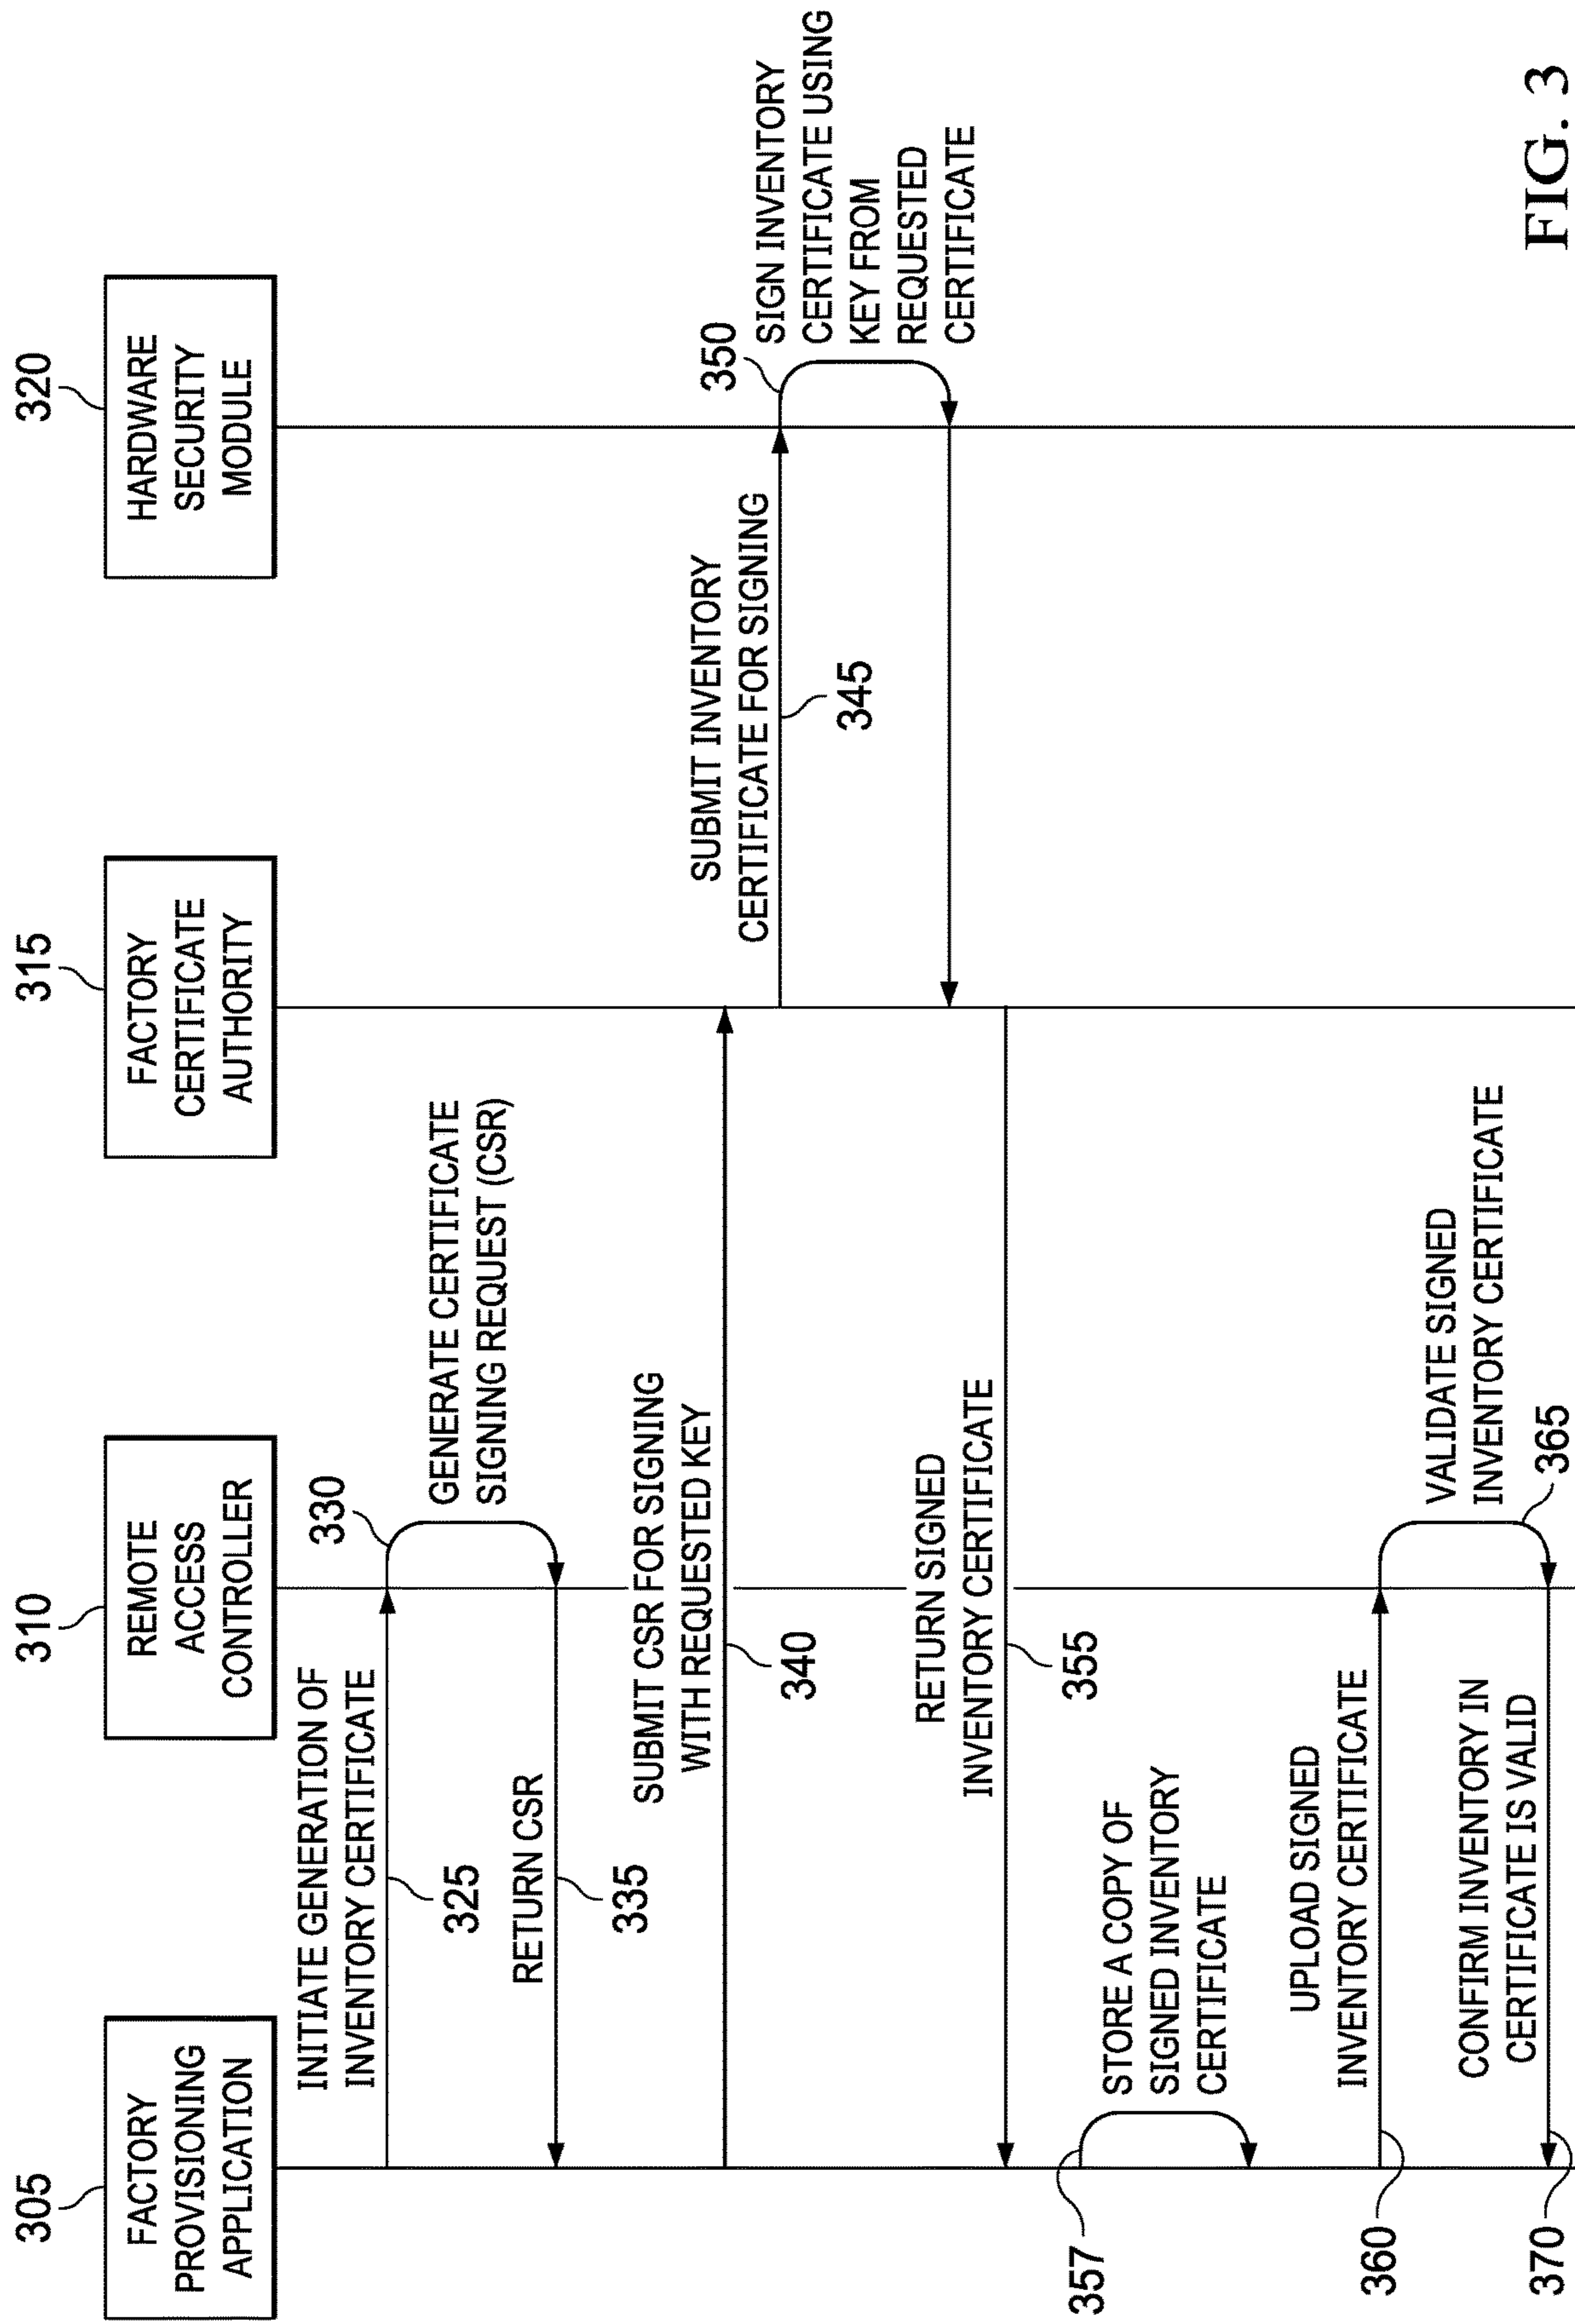 305
FACTORY
PROVISIONING
APPLICATION
310
REMOTE
ACCESS
CONTROLLER
315
FACTORY
CERTIFICATE
AUTHORITY
320
HARDWARE
SECURITY
MODULE
INITIATE GENERATION OF
INVENTORY CERTIFICATE
325
330
GENERATE CERTIFICATE
SIGNING REQUEST (CSR)
RETURN CSR
335
SUBMIT CSR FOR SIGNING
WITH REQUESTED KEY
340
SUBMIT INVENTORY
CERTIFICATE FOR SIGNING
345
350
SIGN INVENTORY
CERTIFICATE USING
KEY FROM
REQUESTED
CERTIFICATE
RETURN SIGNED
INVENTORY CERTIFICATE
355
357
STORE A COPY OF
SIGNED INVENTORY
CERTIFICATE
UPLOAD SIGNED
INVENTORY CERTIFICATE
360
VALIDATE SIGNED
INVENTORY CERTIFICATE
365
CONFIRM INVENTORY IN
CERTIFICATE IS VALID
370
FIG. 3